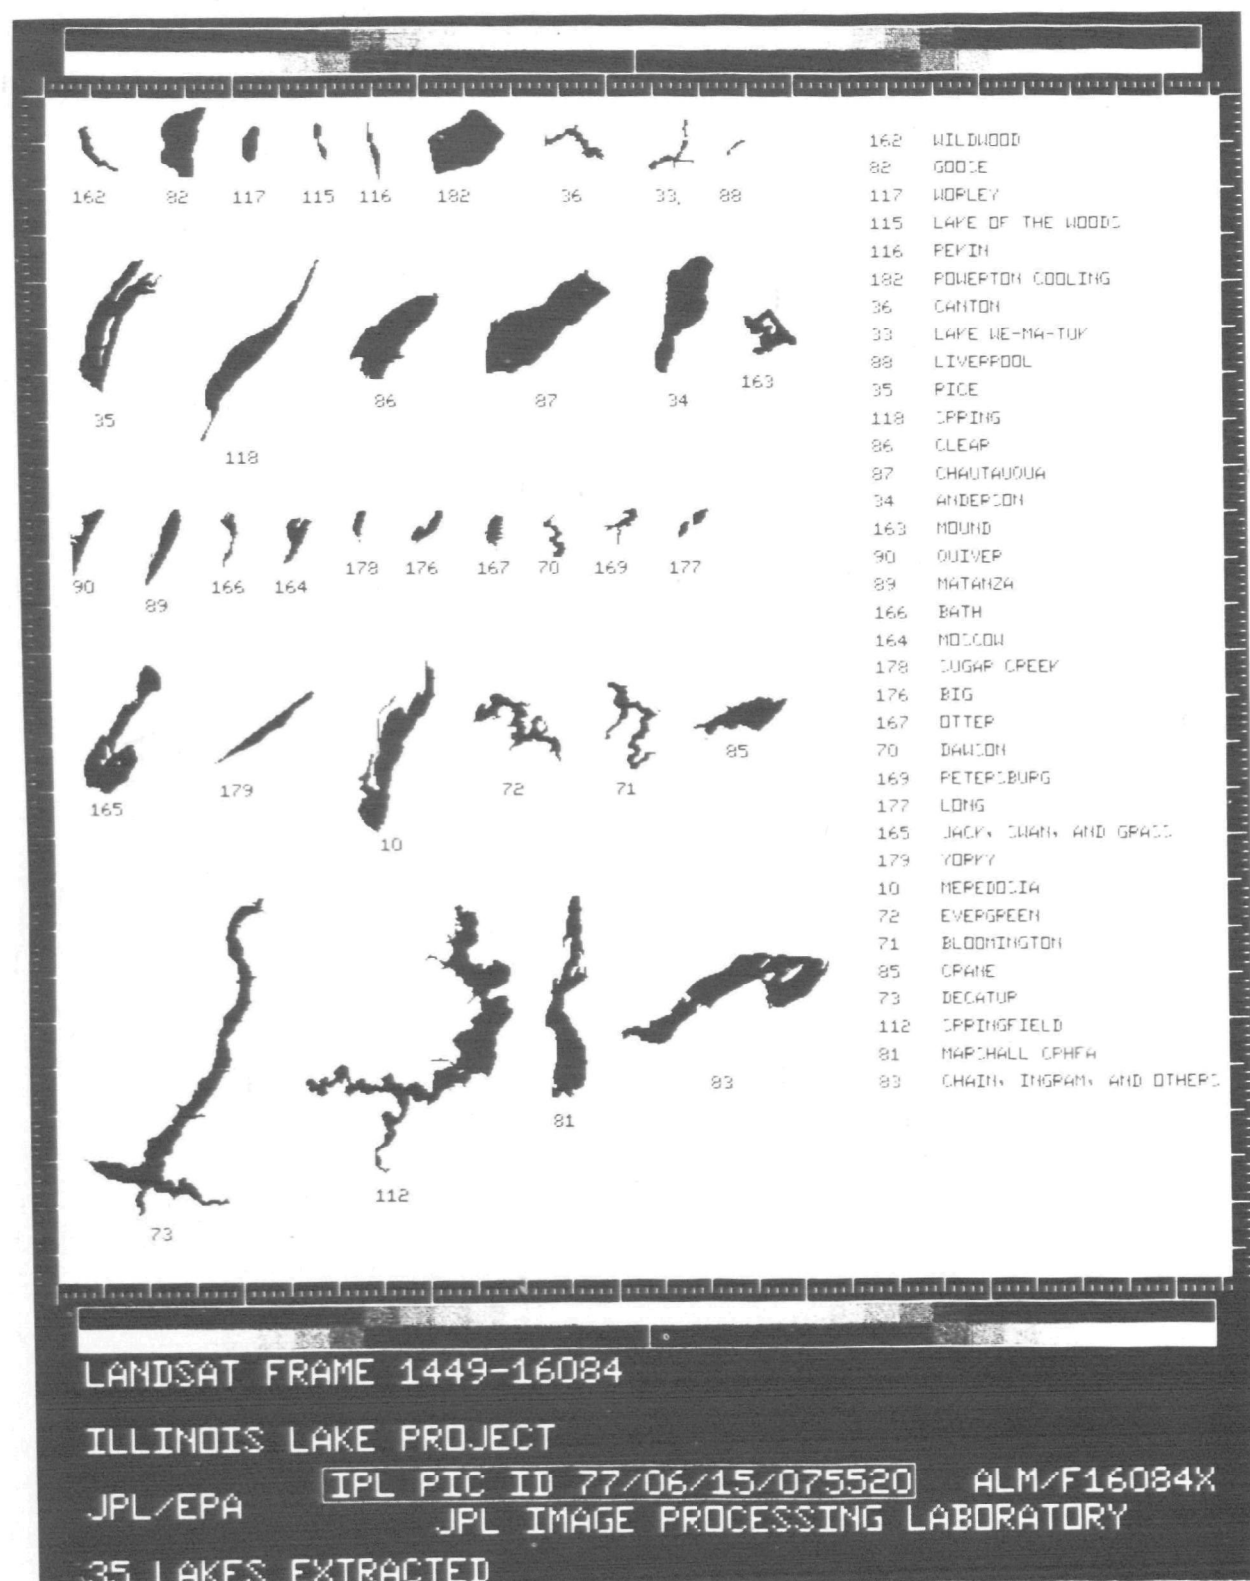 162 82 117 115 116 182 36 33 88
35 118 86 87 34 163
90 89 166 164 178 176 167 70 169 177
165 179 10 72 71 85
73 112 81 83
162 WILDWOOD
82 GOOSE
117 WORLEY
115 LAKE OF THE WOODS
116 PEKIN
182 POWERTON COOLING
36 CANTON
33 LAKE WE-MA-TUK
88 LIVERPOOL
35 RICE
118 SPRING
86 CLEAR
87 CHAUTAUQUA
34 ANDERSON
163 MOUND
90 QUIVER
89 MATANZA
166 BATH
164 MOSCOW
178 SUGAR CREEK
176 BIG
167 OTTER
70 DAWSON
169 PETERSBURG
177 LONG
165 JACK, SWAN, AND GRASS
179 YORKY
10 MEREDOSIA
72 EVERGREEN
71 BLOOMINGTON
85 CRANE
73 DECATUR
112 SPRINGFIELD
81 MARSHALL
83 CHAIN, INGRAM, AND OTHERS
LANDSAT FRAME 1449-16084
ILLINOIS LAKE PROJECT
IPL PIC ID 77/06/15/075520 ALM/F16084X
JPL/EPA JPL IMAGE PROCESSING LABORATORY
35 LAKES EXTRACTED